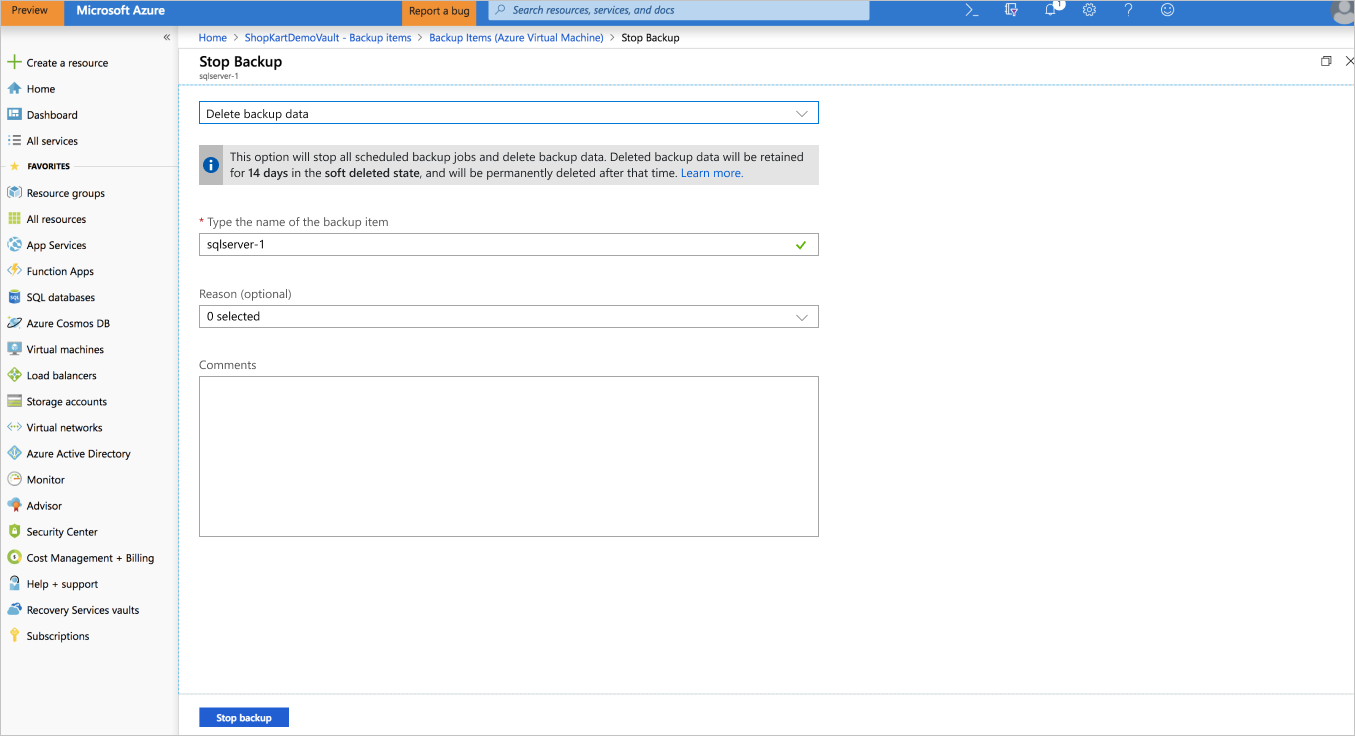 Preview
Microsoft Azure
Report a bug
Search resources, services, and docs
>_
1
?
«
Home > ShopKartDemoVault - Backup items > Backup Items (Azure Virtual Machine) > Stop Backup
Stop Backup
sqlserver-1
Create a resource
Home
Dashboard
All services
FAVORITES
Resource groups
All resources
App Services
Function Apps
SQL databases
Azure Cosmos DB
Virtual machines
Load balancers
Storage accounts
Virtual networks
Azure Active Directory
Monitor
Advisor
Security Center
Cost Management + Billing
Help + support
Recovery Services vaults
Subscriptions
Delete backup data
This option will stop all scheduled backup jobs and delete backup data. Deleted backup data will be retained
for 14 days in the soft deleted state, and will be permanently deleted after that time. Learn more.
* Type the name of the backup item
sqlserver-1
Reason (optional)
0 selected
Comments
Stop backup